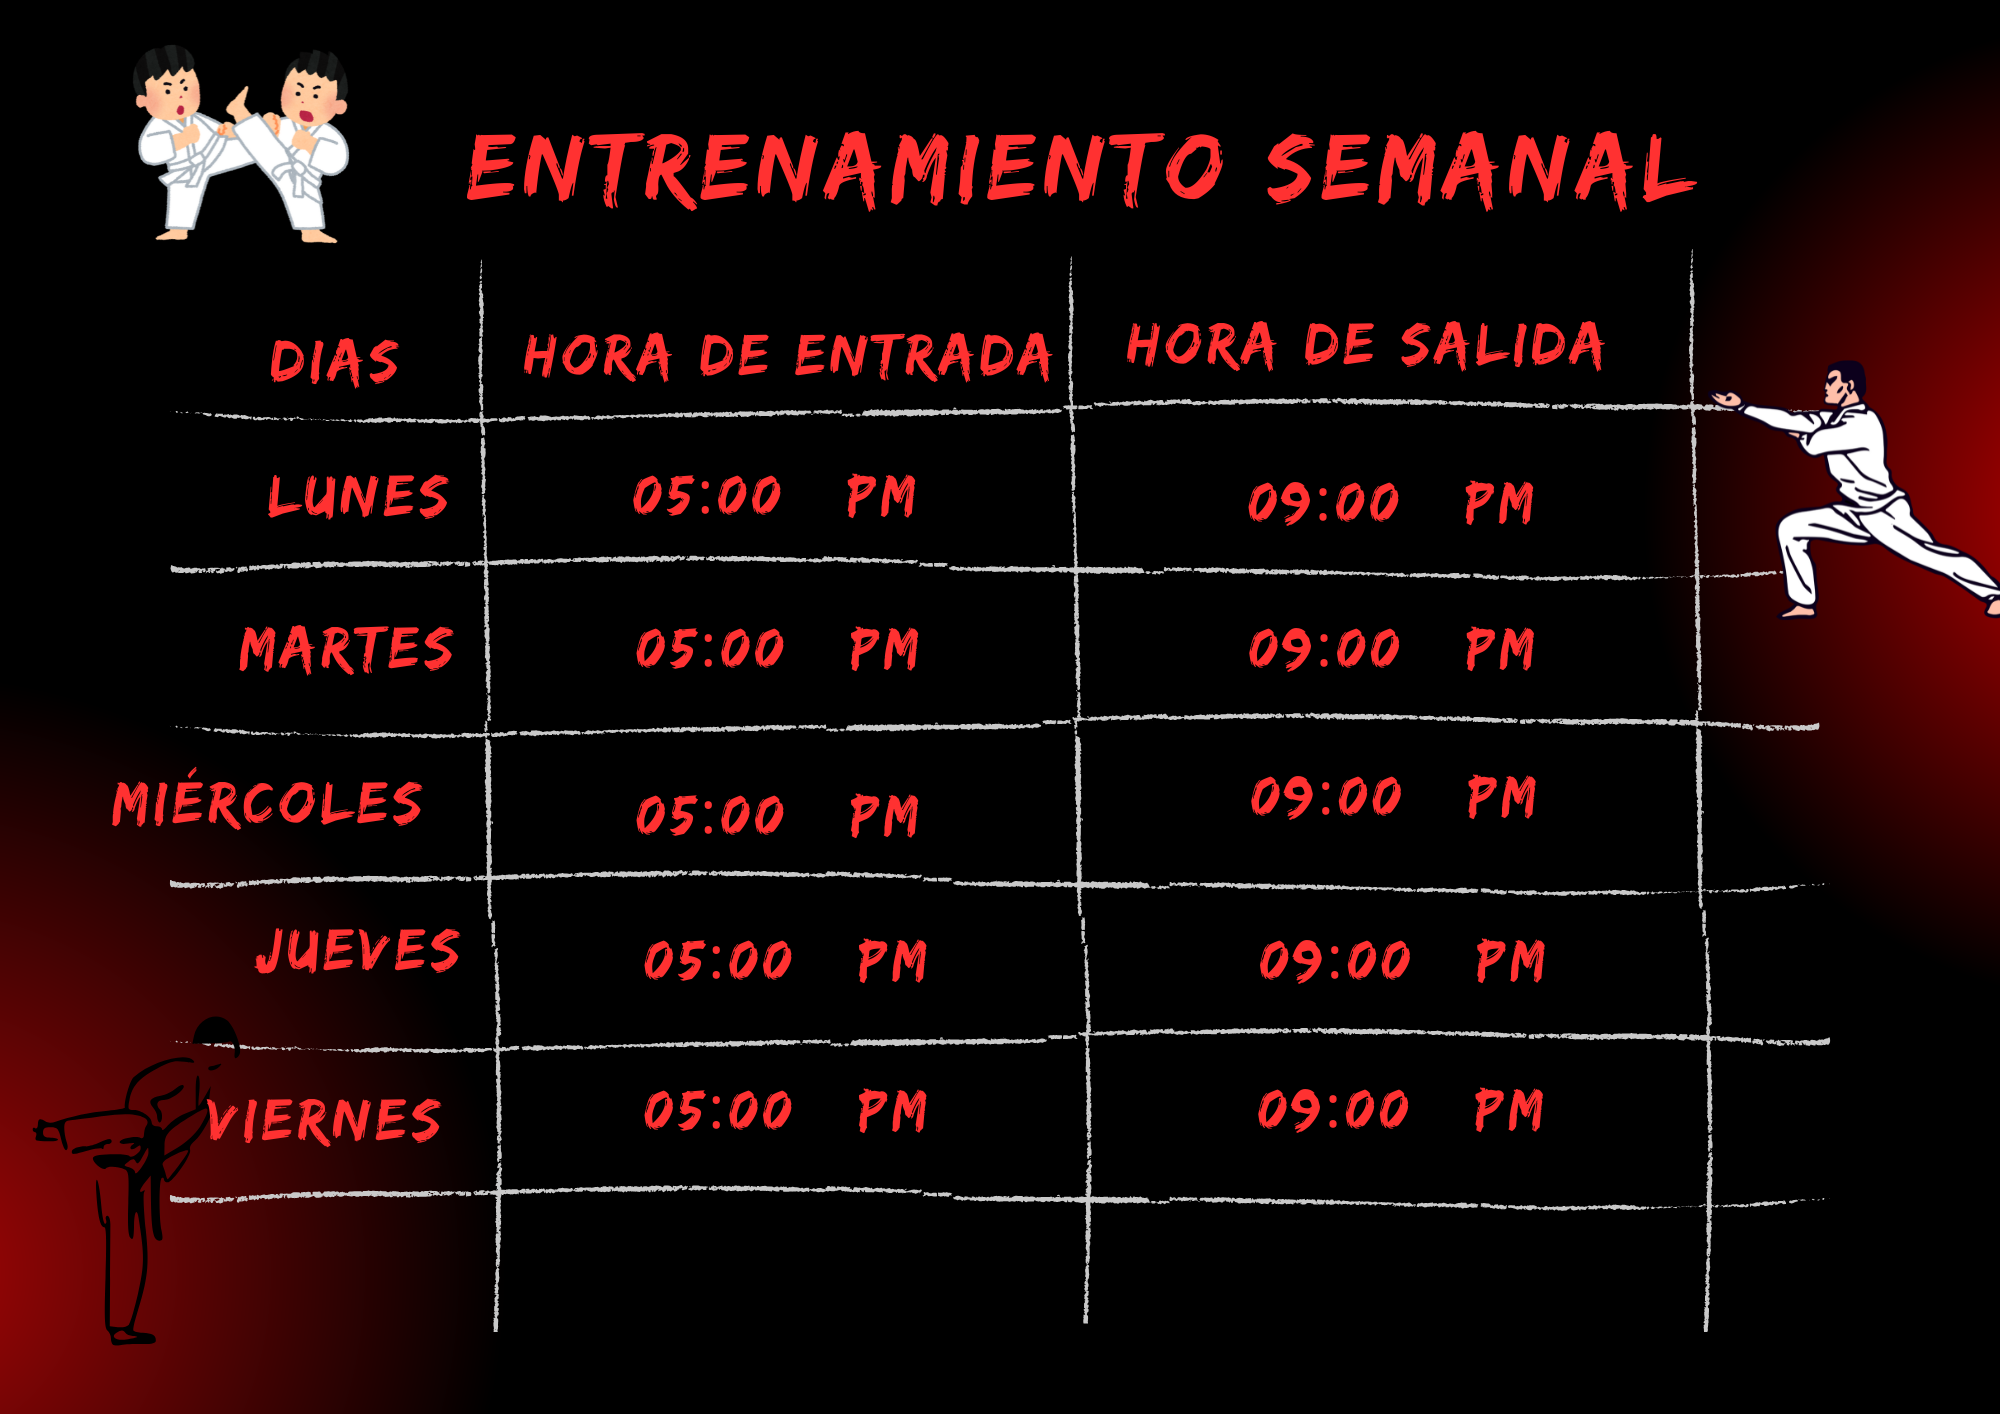 ENTRENAMIENTO SEMANAL
DIAS HORA DE ENTRADA HORA DE SALIDA
LUNES 05:00 PM 09:00 PM
MARTES 05:00 PM 09:00 PM
MIÉRCOLES 05:00 PM 09:00 PM
JUEVES 05:00 PM 09:00 PM
VIERNES 05:00 PM 09:00 PM